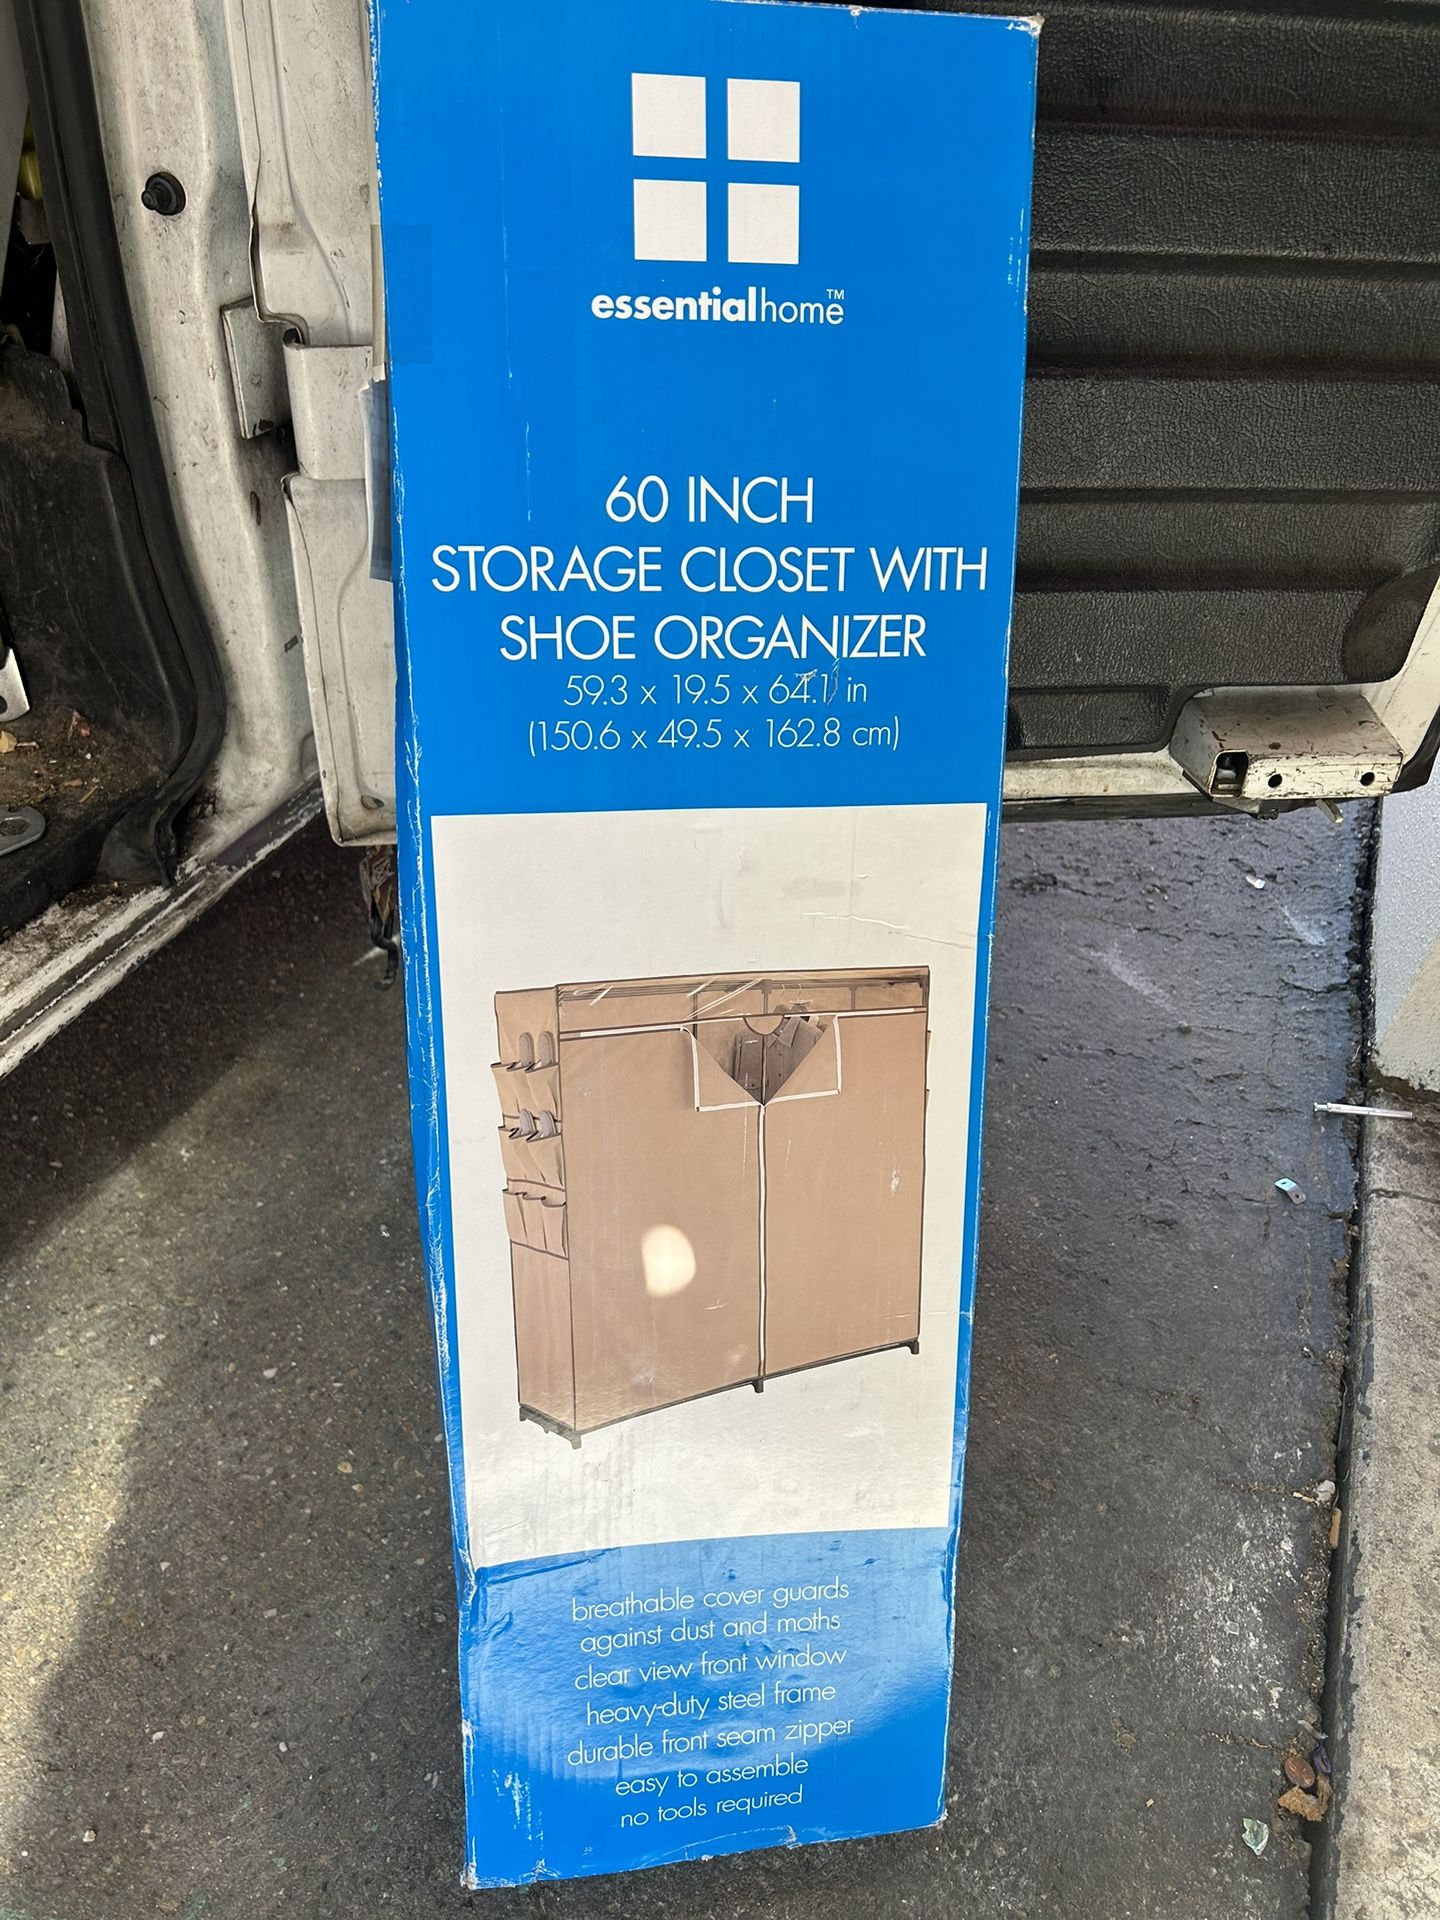 essentialhome™
60 INCH
STORAGE CLOSET WITH
SHOE ORGANIZER
59.3 x 19.5 x 64.1 in
(150.6 x 49.5 x 162.8 cm)
breathable cover guards
against dust and moths
clear view front window
heavy-duty steel frame
durable front seam zipper
easy to assemble
no tools required